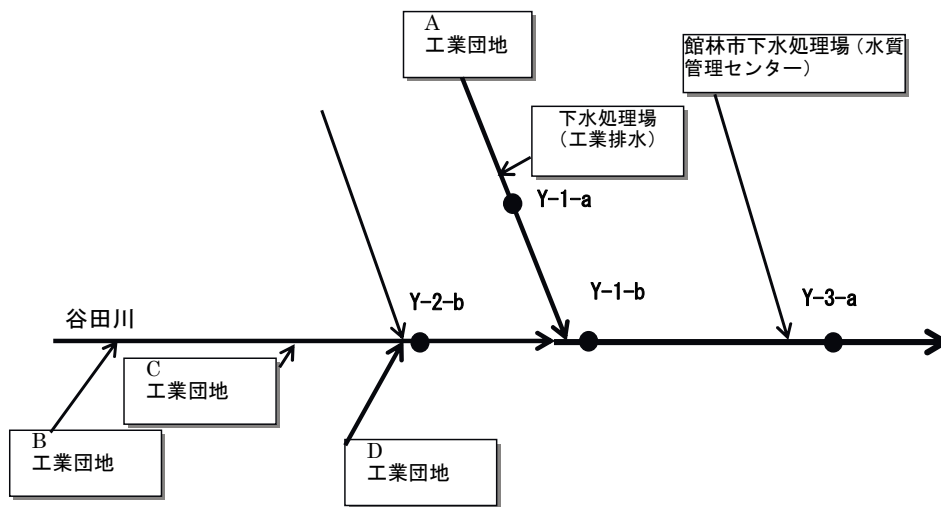 A
工業団地
館林市下水処理場（水質
管理センター）
下水処理場
（工業排水）
Y-1-a
Y-2-b
Y-1-b
Y-3-a
谷田川
C
工業団地
B
工業団地
D
工業団地